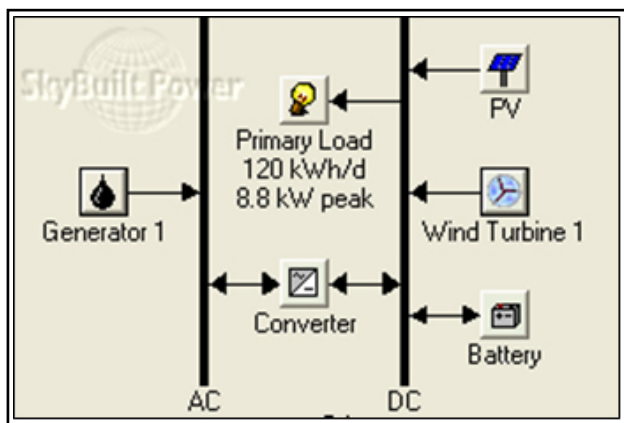 SkyBuilt Power
PV
Primary Load
120 kWh/d
8.8 kW peak
Generator 1
Wind Turbine 1
Converter
Battery
AC
DC